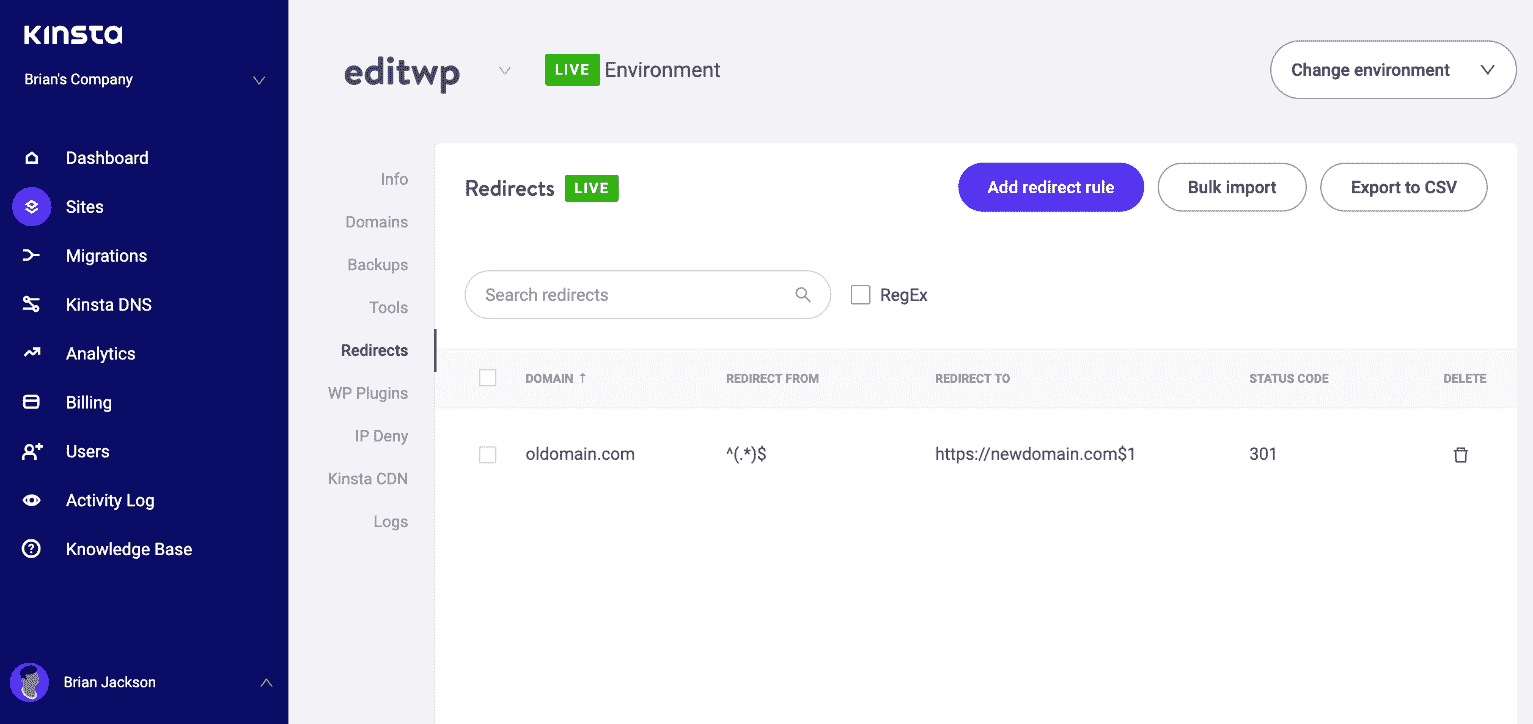 KINSTA
Brian's Company
Dashboard
Sites
Migrations
Kinsta DNS
Analytics
Billing
Users
Activity Log
Knowledge Base
Brian Jackson
editwp
LIVE Environment
Change environment
Info
Domains
Backups
Tools
Redirects
WP Plugins
IP Deny
Kinsta CDN
Logs
Redirects LIVE
Add redirect rule
Bulk import
Export to CSV
Search redirects
RegEx
DOMAIN ↑ REDIRECT FROM REDIRECT TO STATUS CODE DELETE
oldomain.com ^(.*)$ https://newdomain.com$1 301